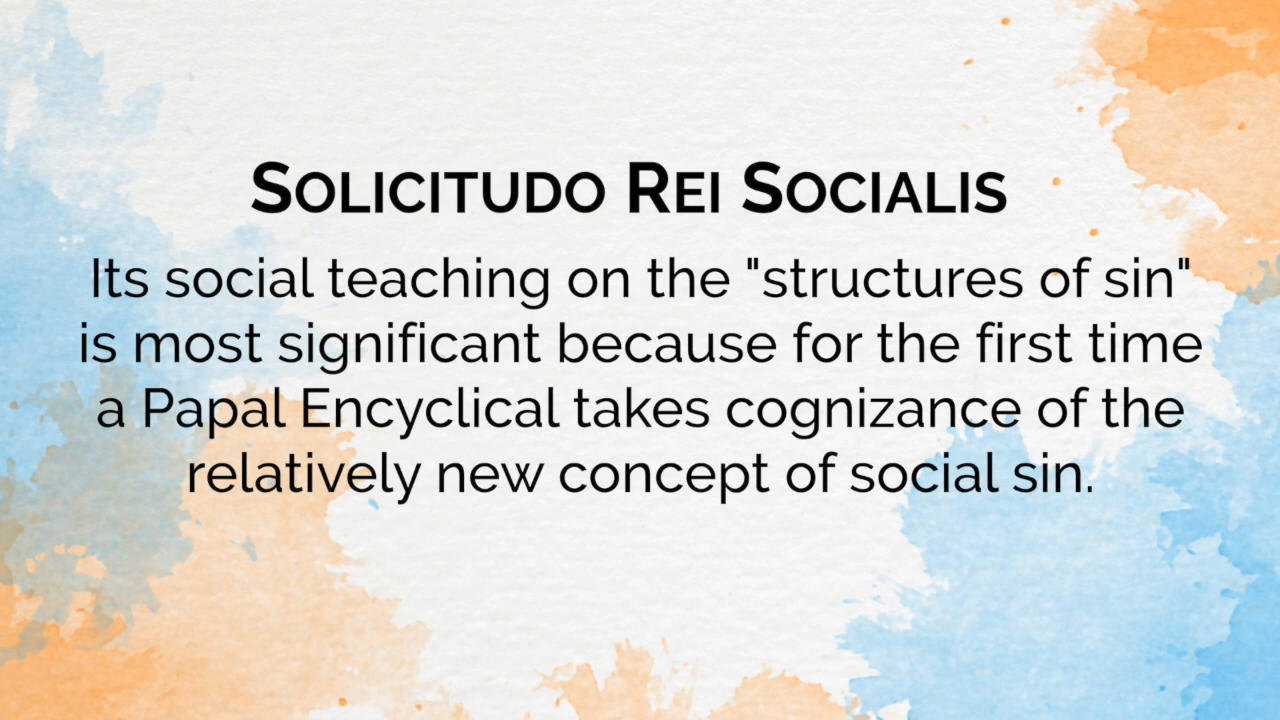 Solicitudo Rei Socialis
Its social teaching on the "structures of sin"
is most significant because for the first time
a Papal Encyclical takes cognizance of the
relatively new concept of social sin.